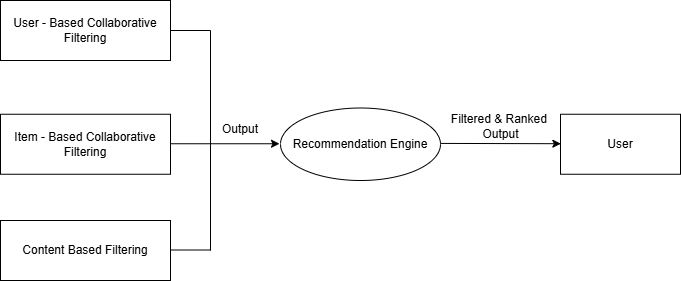 User - Based Collaborative
Filtering
Item - Based Collaborative
Filtering
Content Based Filtering
Output
Recommendation Engine
Filtered & Ranked
Output
User